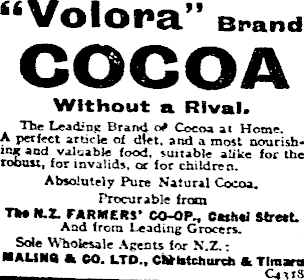 "Volora" Brand
COCOA
Without a Rival.
The Leading Brand of Cocoa at Home.
A perfect article of diet, and a most nourish-
ing and valuable food, suitable alike for the
robust, for invalids, or for children.
Absolutely Pure Natural Cocoa.
Procurable from
The N.Z. FARMERS' CO-OP., Cashel Street.
And from Leading Grocers.
Sole Wholesale Agents for N.Z.:
MALING & CO. LTD., Christchurch & Timaru
C4318